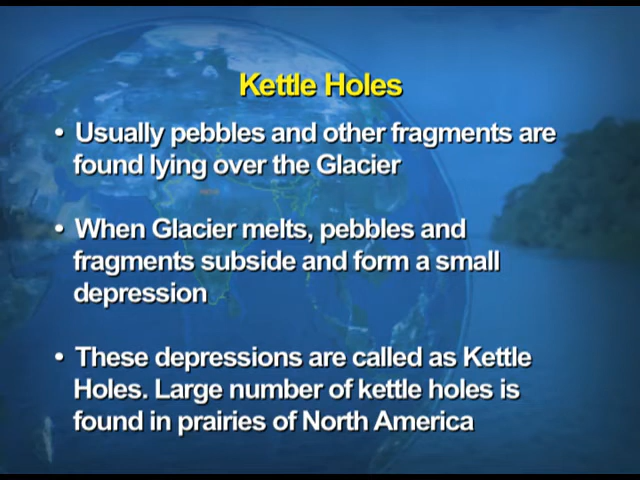 Kettle Holes
• Usually pebbles and other fragments are
found lying over the Glacier
• When Glacier melts, pebbles and
fragments subside and form a small
depression
• These depressions are called as Kettle
Holes. Large number of kettle holes is
found in prairies of North America